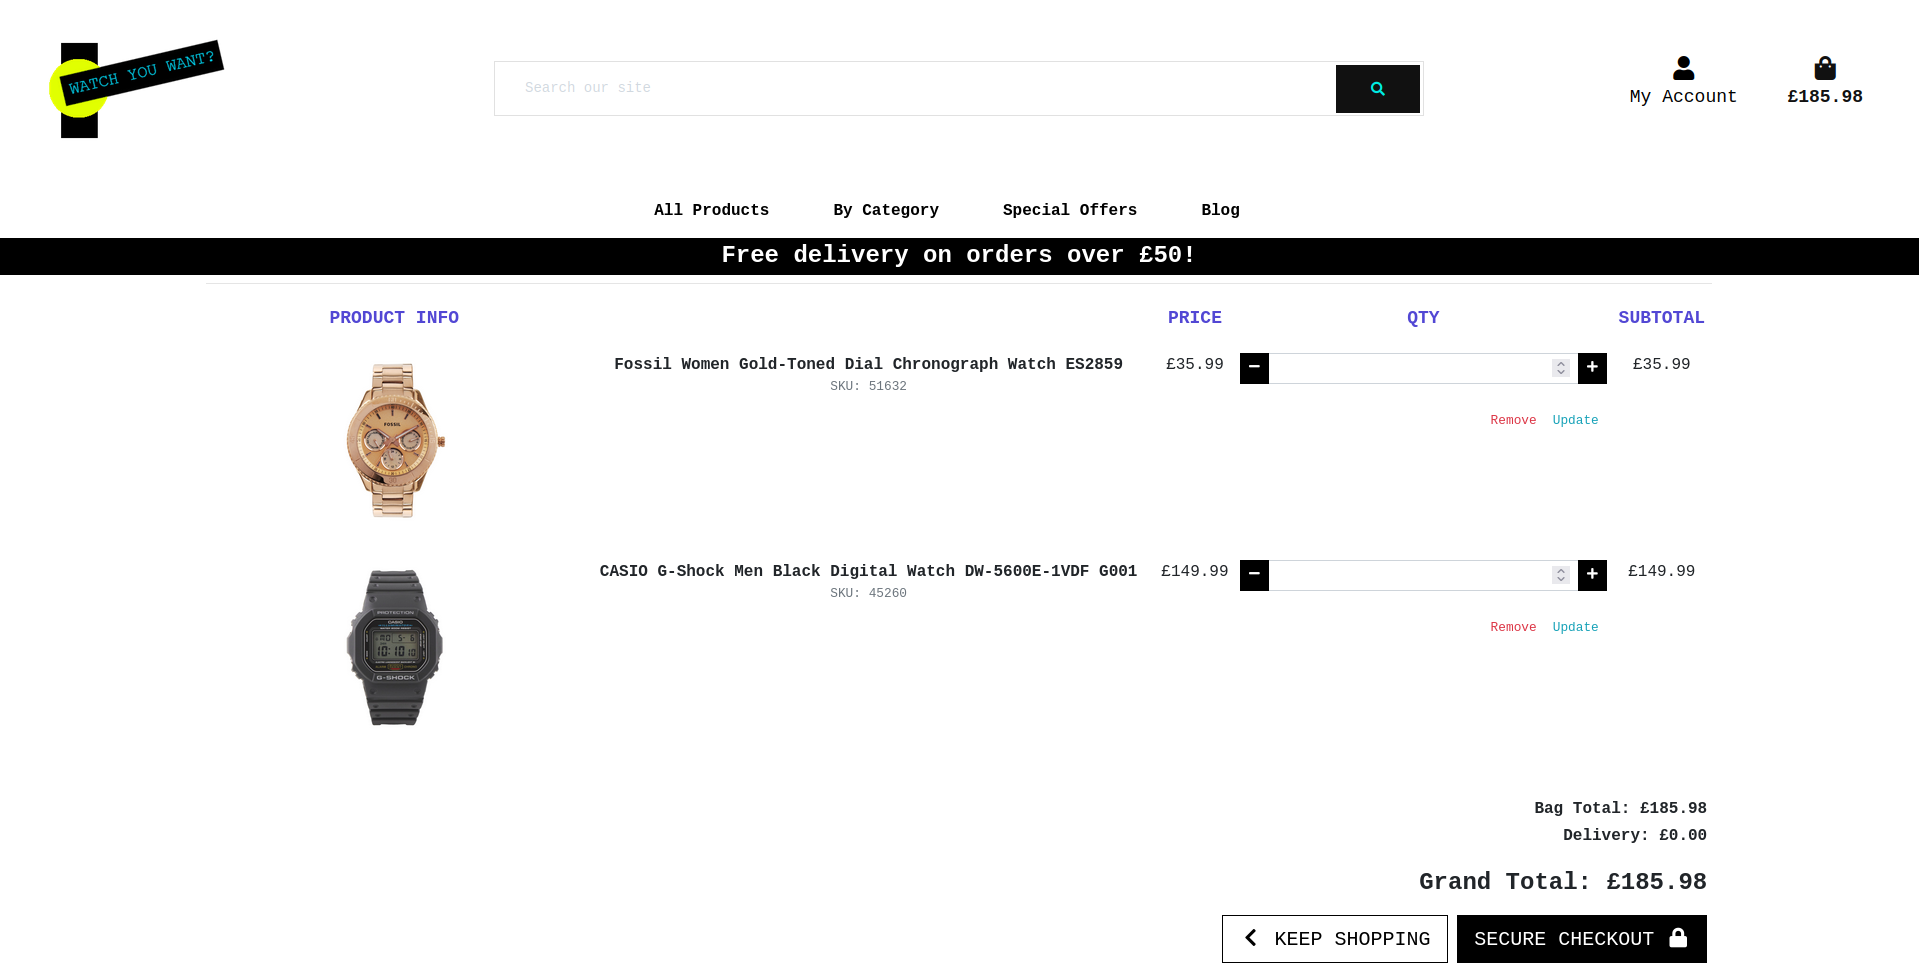 WATCH YOU WANT?
Search our site
My Account
£185.98
All Products By Category Special Offers Blog
Free delivery on orders over £50!
PRODUCT INFO PRICE QTY SUBTOTAL
Fossil Women Gold-Toned Dial Chronograph Watch ES2859 £35.99 £35.99
SKU: 51632
Remove Update
FOSSIL
CASIO G-Shock Men Black Digital Watch DW-5600E-1VDF G001 £149.99 £149.99
SKU: 45260
Remove Update
PROTECTION
CASIO
G-SHOCK
Bag Total: £185.98
Delivery: £0.00
Grand Total: £185.98
KEEP SHOPPING SECURE CHECKOUT